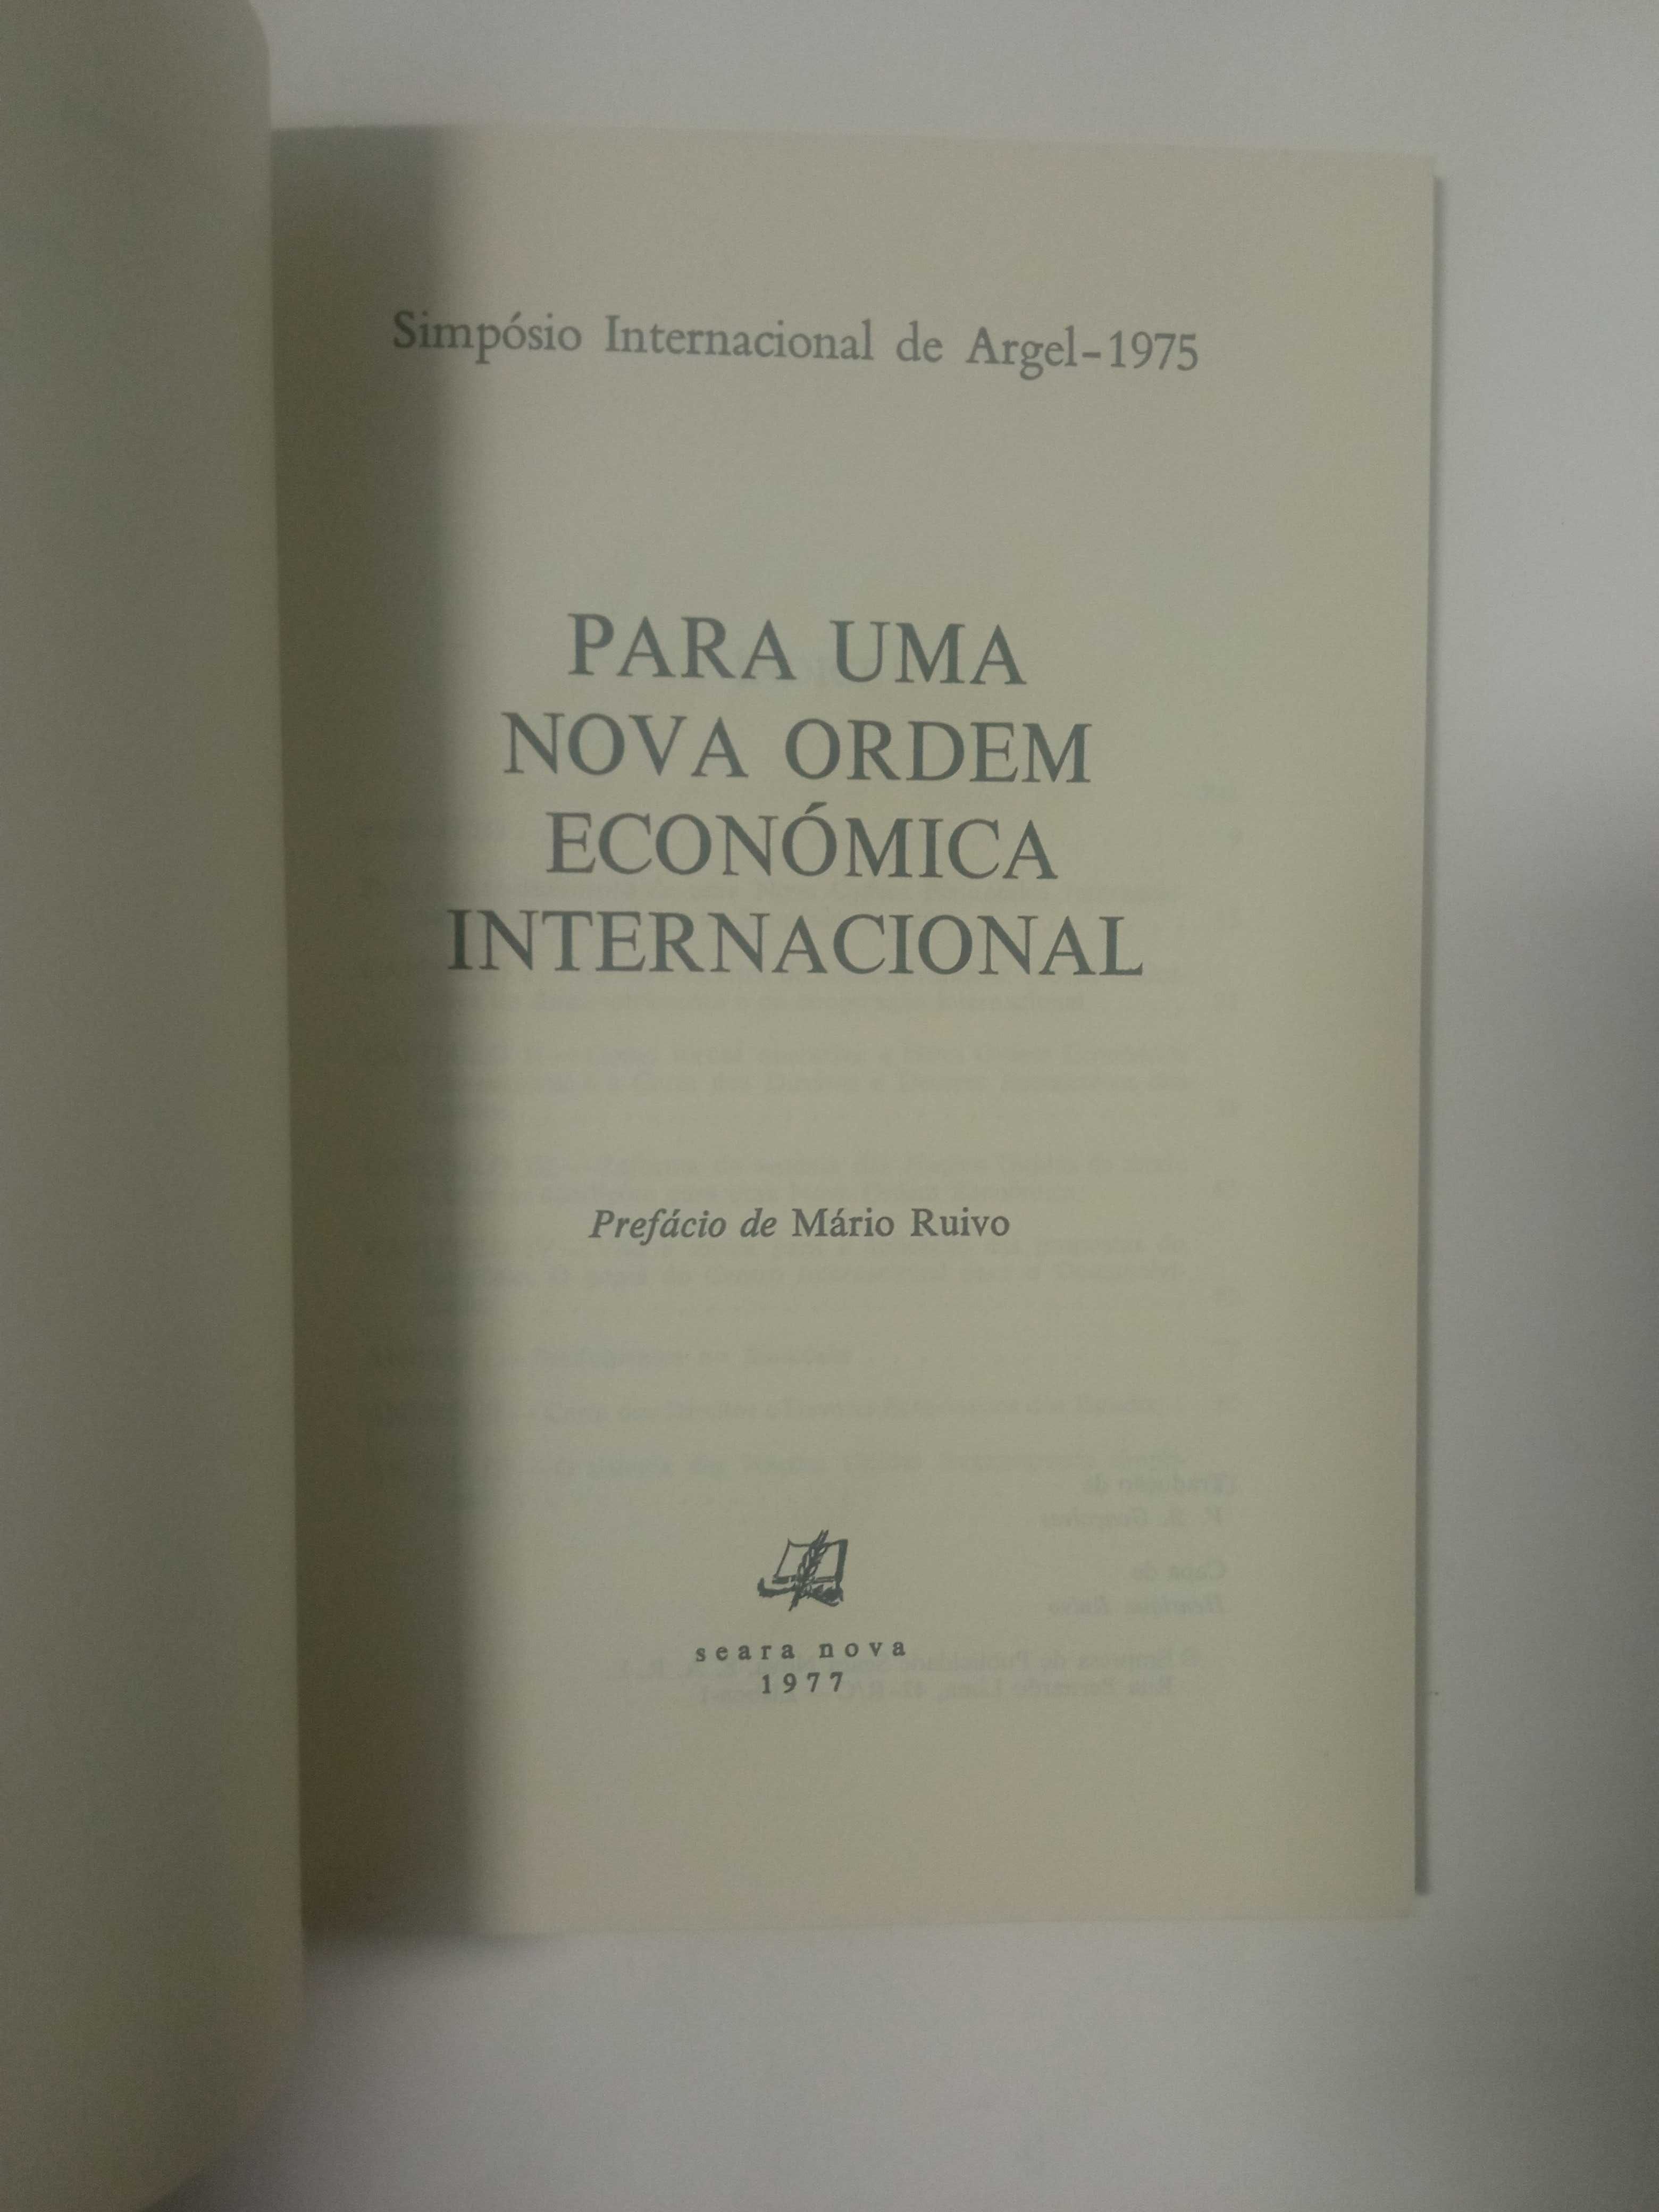 Simpósio Internacional de Argel-1975
PARA UMA
NOVA ORDEM
ECONÓMICA
INTERNACIONAL
Prefácio de Mário Ruivo
seara nova
1977